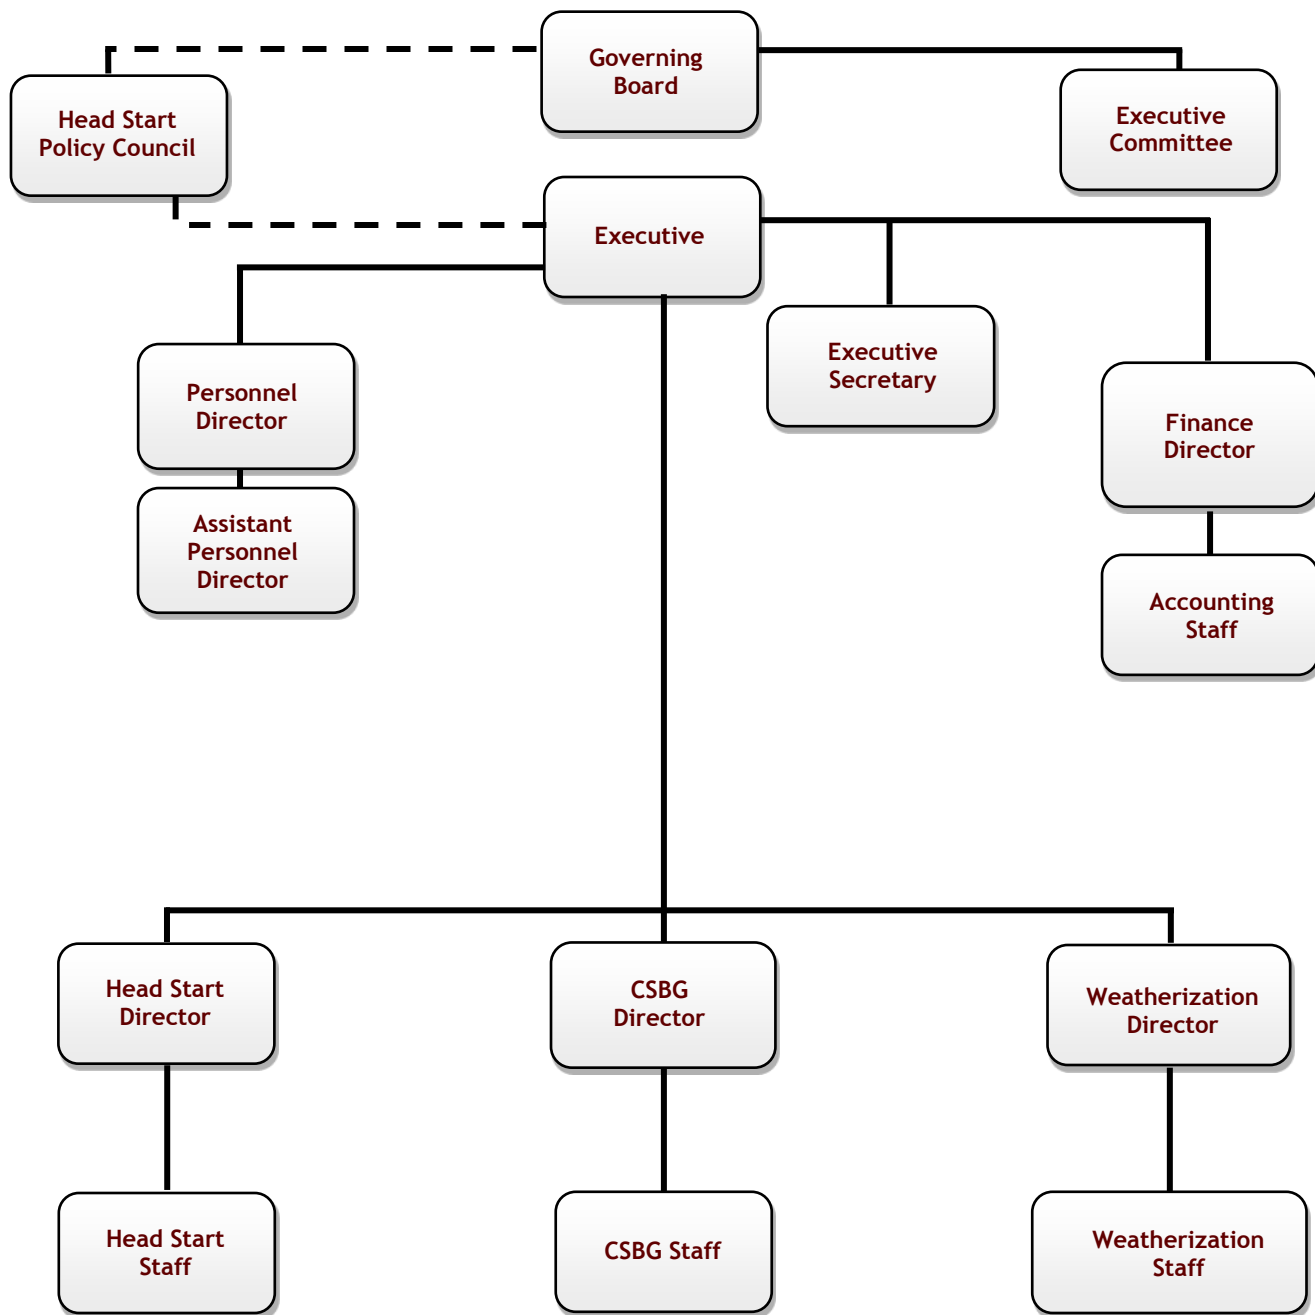 Governing
Board
Head Start
Policy Council
Executive
Committee
Executive
Executive
Secretary
Personnel
Director
Finance
Director
Assistant
Personnel
Director
Accounting
Staff
Head Start
Director
CSBG
Director
Weatherization
Director
Head Start
Staff
CSBG Staff
Weatherization
Staff